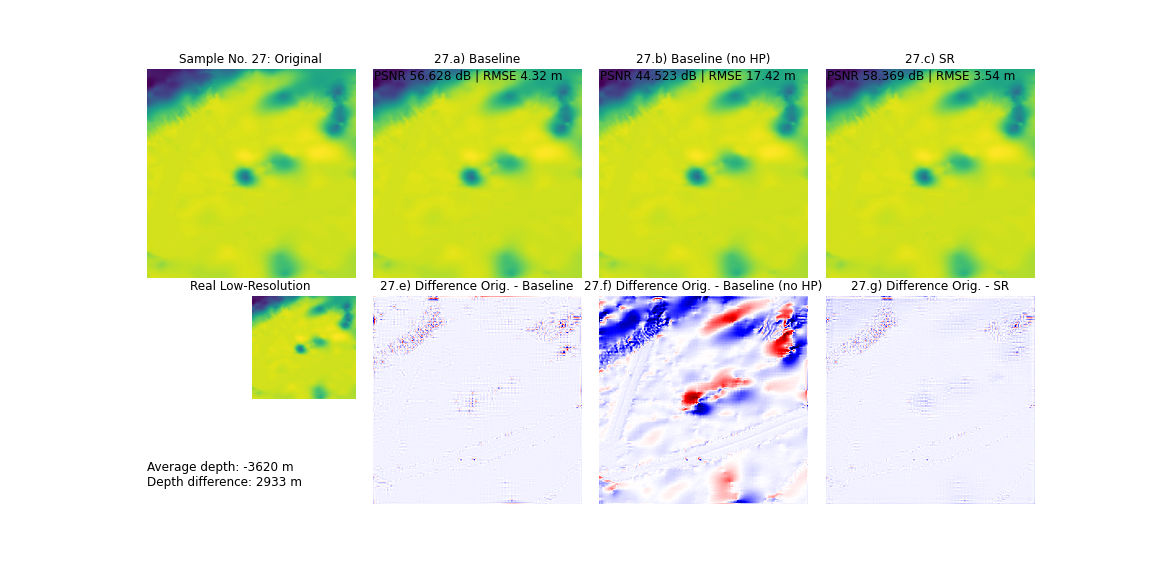 Sample No. 27: Original
27.a) Baseline
27.b) Baseline (no HP)
27.c) SR
PSNR 56.628 dB | RMSE 4.32 m
PSNR 44.523 dB | RMSE 17.42 m
PSNR 58.369 dB | RMSE 3.54 m
Real Low-Resolution
27.e) Difference Orig. - Baseline
27.f) Difference Orig. - Baseline (no HP)
27.g) Difference Orig. - SR
Average depth: -3620 m
Depth difference: 2933 m